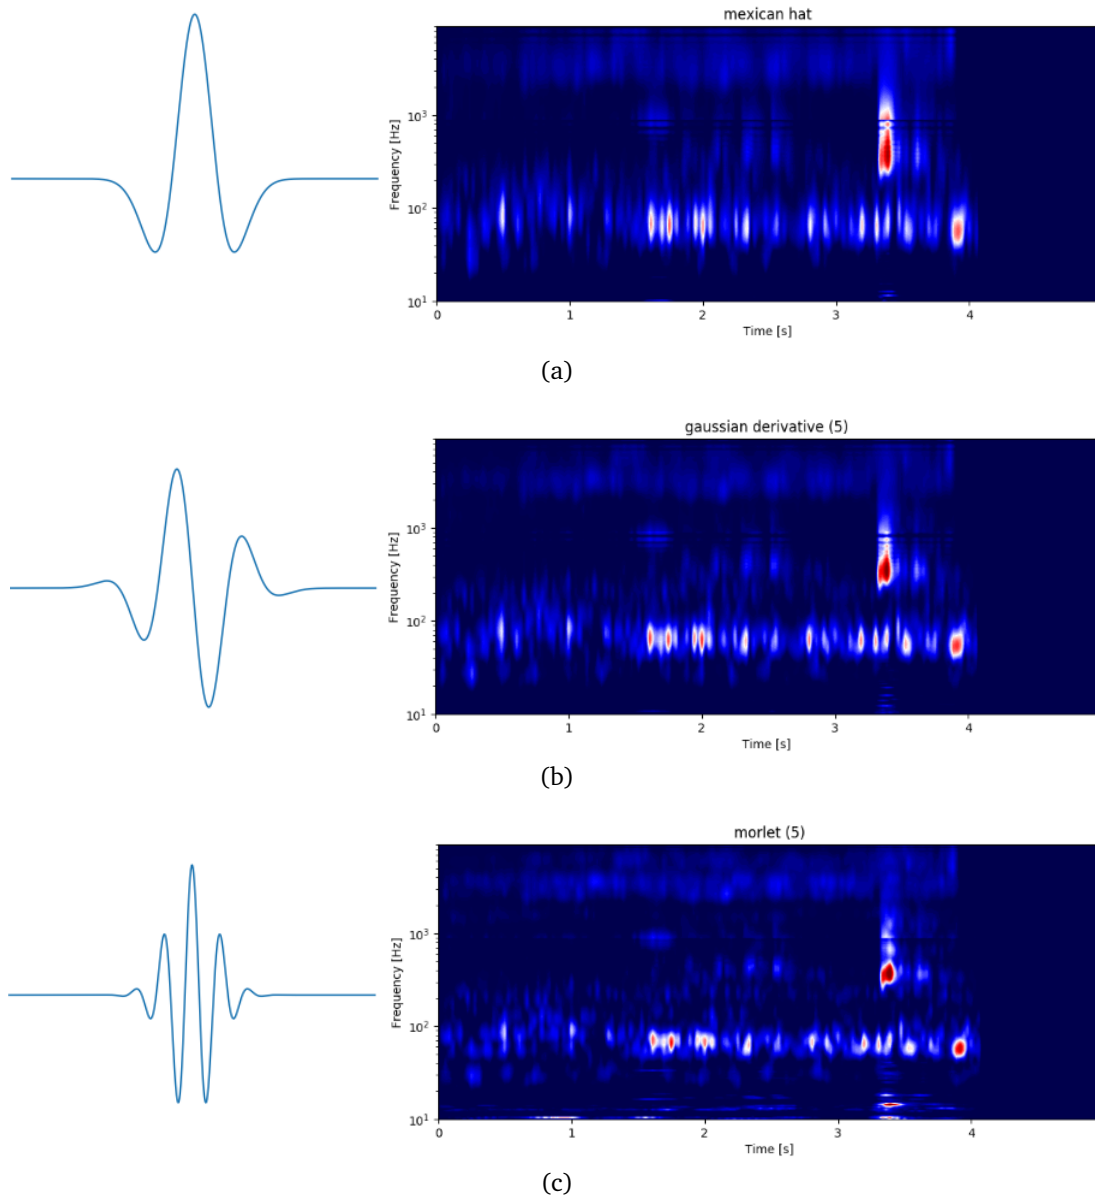 mexican hat
Frequency [Hz]
10³
10²
10¹
0 1 2 3 4
Time [s]
(a)
gaussian derivative (5)
Frequency [Hz]
10³
10²
10¹
0 1 2 3 4
Time [s]
(b)
morlet (5)
Frequency [Hz]
10³
10²
10¹
0 1 2 3 4
Time [s]
(c)